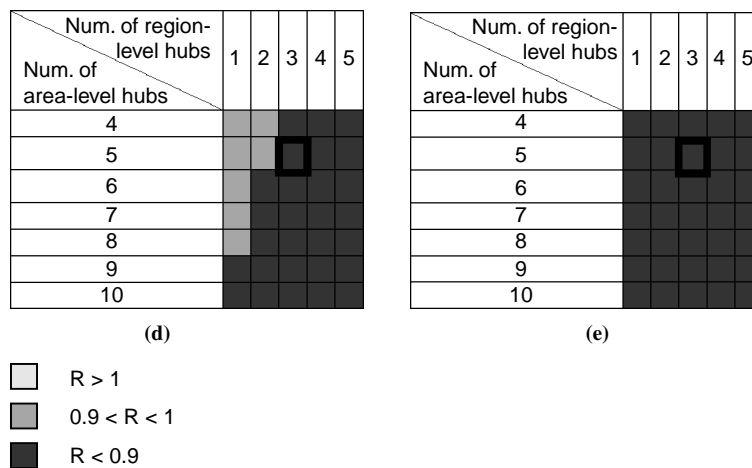 Num. of region-
level hubs
Num. of
area-level hubs
1 2 3 4 5
4
5
6
7
8
9
10
(d)
Num. of region-
level hubs
Num. of
area-level hubs
1 2 3 4 5
4
5
6
7
8
9
10
(e)
R > 1
0.9 < R < 1
R < 0.9